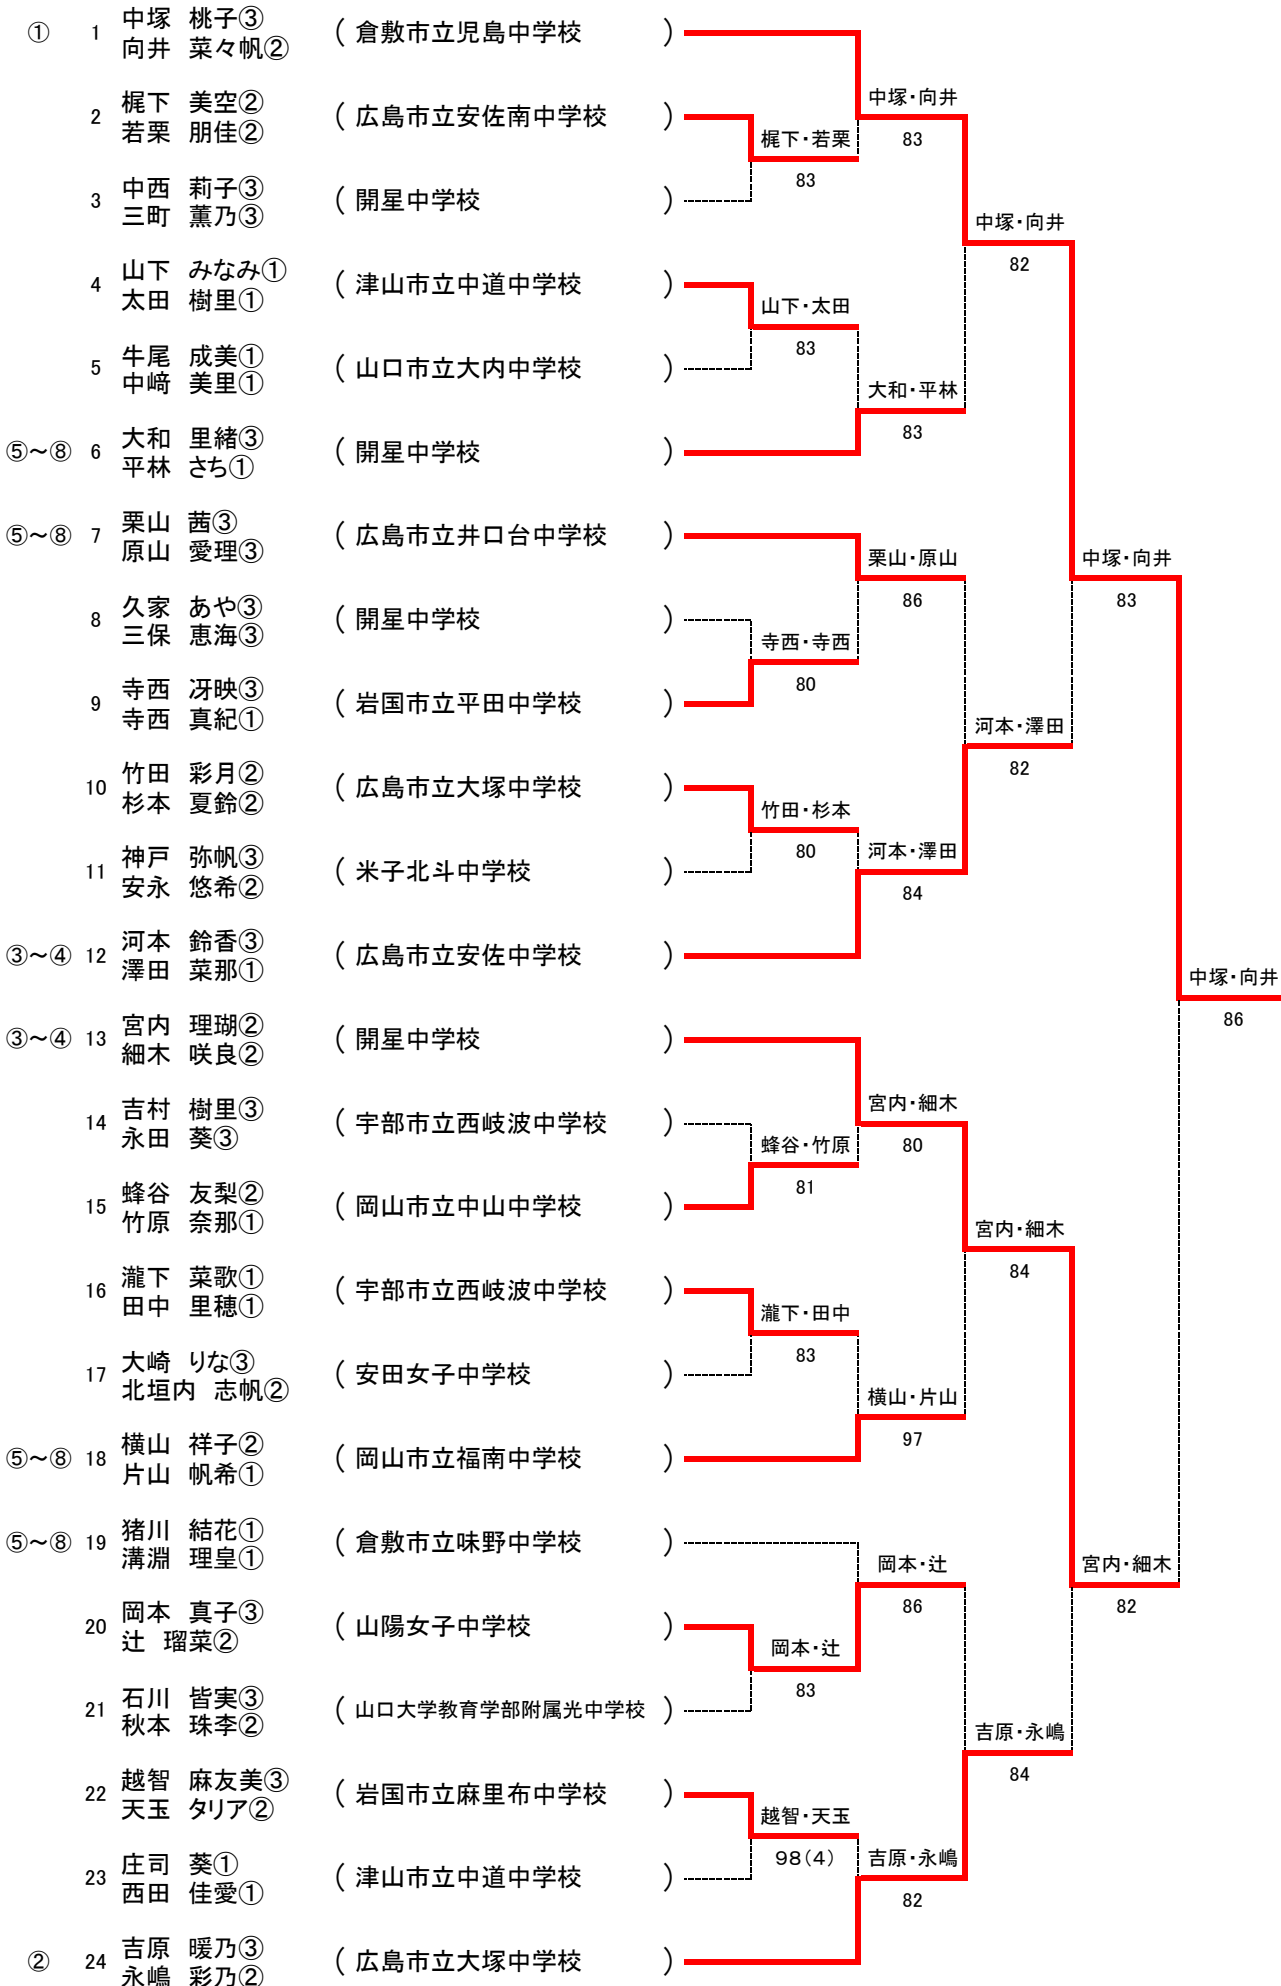 ① 1 中塚 桃子③ ( 倉敷市立児島中学校 )
向井 菜々帆②
中塚・向井
83
2 梶下 美空② ( 広島市立安佐南中学校 )
若栗 朋佳②
梶下・若栗
83
3 中西 莉子③ ( 開星中学校 )
三町 薫乃③
中塚・向井
82
4 山下 みなみ① ( 津山市立中道中学校 )
太田 樹里①
山下・太田
83
5 牛尾 成美① ( 山口市立大内中学校 )
中﨑 美里①
大和・平林
83
⑤～⑧ 6 大和 里緒③ ( 開星中学校 )
平林 さち①
⑤～⑧ 7 栗山 茜③ ( 広島市立井口台中学校 )
原山 愛理③
栗山・原山
86
中塚・向井
83
8 久家 あや③ ( 開星中学校 )
三保 恵海③
寺西・寺西
80
9 寺西 冴映③ ( 岩国市立平田中学校 )
寺西 真紀①
河本・澤田
82
10 竹田 彩月② ( 広島市立大塚中学校 )
杉本 夏鈴②
竹田・杉本
80
11 神戸 弥帆③ ( 米子北斗中学校 )
安永 悠希②
河本・澤田
84
③～④ 12 河本 鈴香③ ( 広島市立安佐中学校 )
澤田 菜那①
中塚・向井
86
③～④ 13 宮内 理瑚② ( 開星中学校 )
細木 咲良②
宮内・細木
80
14 吉村 樹里③ ( 宇部市立西岐波中学校 )
永田 葵③
蜂谷・竹原
81
15 蜂谷 友梨② ( 岡山市立中山中学校 )
竹原 奈那①
宮内・細木
84
16 瀧下 菜歌① ( 宇部市立西岐波中学校 )
田中 里穂①
瀧下・田中
83
17 大崎 りな③ ( 安田女子中学校 )
北垣内 志帆②
横山・片山
97
⑤～⑧ 18 横山 祥子② ( 岡山市立福南中学校 )
片山 帆希①
⑤～⑧ 19 猪川 結花① ( 倉敷市立味野中学校 )
溝淵 理皇①
岡本・辻
86
宮内・細木
82
20 岡本 真子③ ( 山陽女子中学校 )
辻 瑠菜②
岡本・辻
83
21 石川 皆実③ ( 山口大学教育学部附属光中学校 )
秋本 珠李②
吉原・永嶋
84
22 越智 麻友美③ ( 岩国市立麻里布中学校 )
天玉 タリア②
越智・天玉
98(4)
23 庄司 葵① ( 津山市立中道中学校 )
西田 佳愛①
吉原・永嶋
82
② 24 吉原 暖乃③ ( 広島市立大塚中学校 )
永嶋 彩乃②